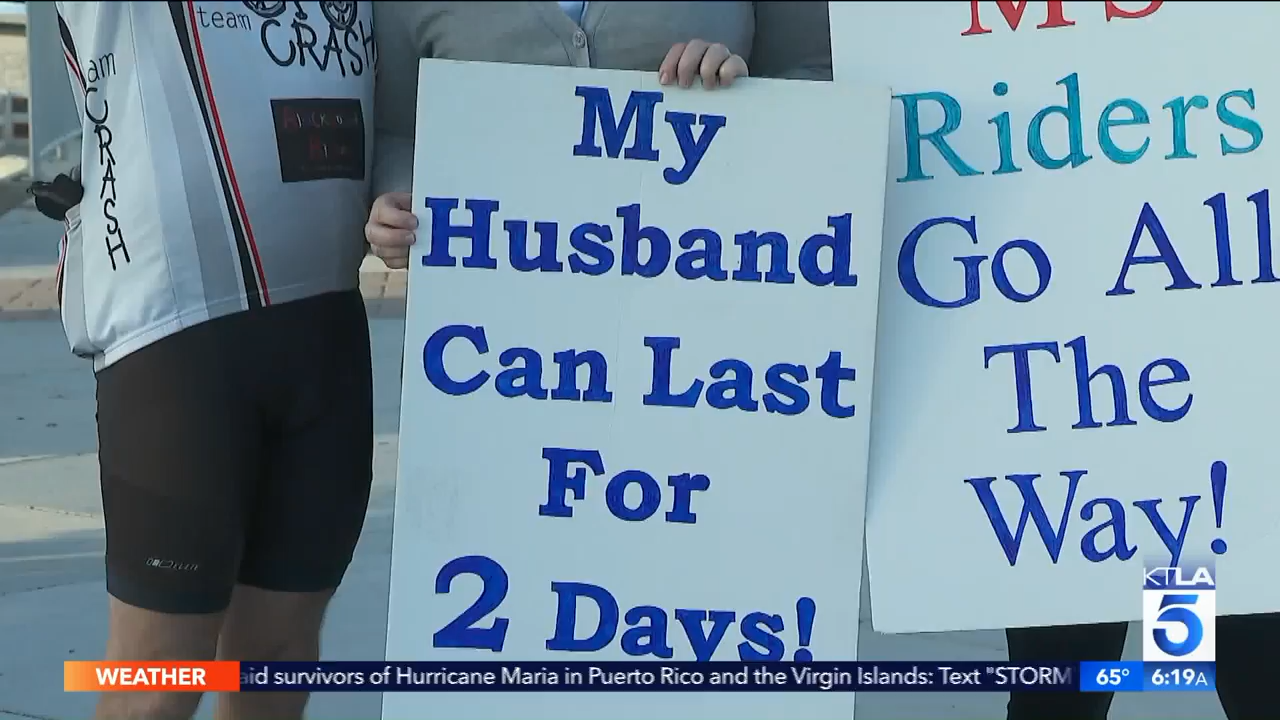 team
CRASH
am
CRASH
My
Husband
Can Last
For
2 Days!
MS
Riders
Go All
The
Way!
KTLA
5
WEATHER
aid survivors of Hurricane Maria in Puerto Rico and the Virgin Islands: Text "STORM
65° 6:19A